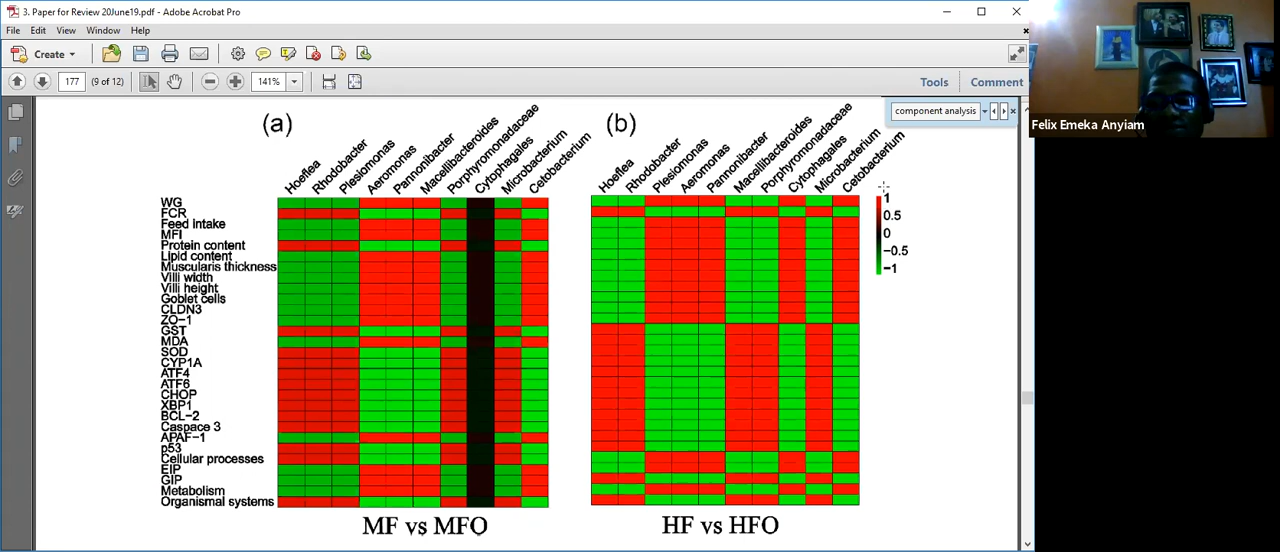 3. Paper for Review 20June19.pdf - Adobe Acrobat Pro
File Edit View Window Help
Create
177 (9 of 12) 141% Tools Comment
component analysis
Felix Emeka Anyiam
(a)
Hoeflea
Rhodobacter
Plesiomonas
Aeromonas
Pannonibacter
Macellibacteroides
Porphyromonadaceae
Cytophagales
Microbacterium
Cetobacterium
(b)
Hoeflea
Rhodobacter
Plesiomonas
Aeromonas
Pannonibacter
Macellibacteroides
Porphyromonadaceae
Cytophagales
Microbacterium
Cetobacterium
WG
FCR
Feed intake
MFI
Protein content
Lipid content
Muscularis thickness
Villi width
Villi height
Goblet cells
CLDN3
ZO-1
GST
MDA
SOD
CYP1A
ATF4
ATF6
CHOP
XBP1
BCL-2
Caspace 3
APAF-1
p53
Cellular processes
EIP
GIP
Metabolism
Organismal systems
1
0.5
0
-0.5
-1
MF vs MFO
HF vs HFO